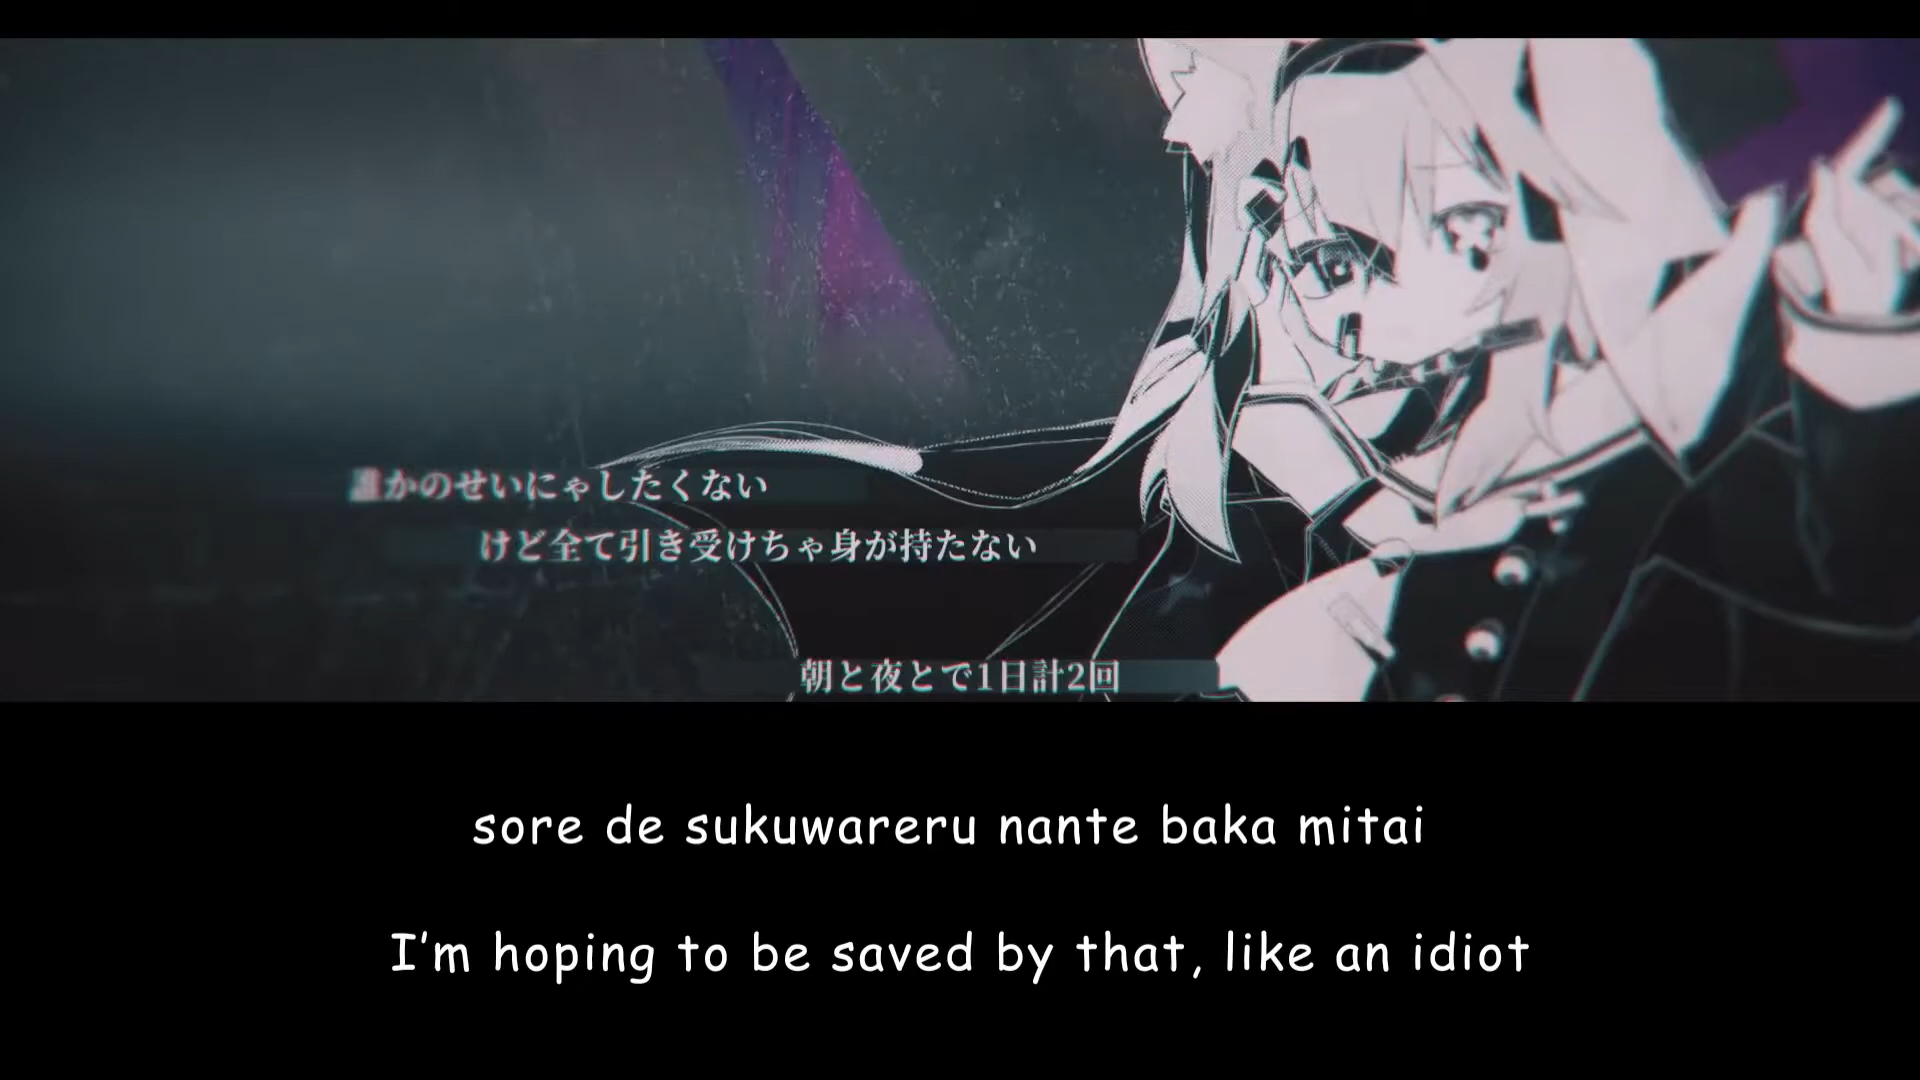 誰かのせいにゃしたくない
けど全て引き受けちゃ身が持たない
朝と夜とで1日計2回
sore de sukuwareru nante baka mitai
I'm hoping to be saved by that, like an idiot